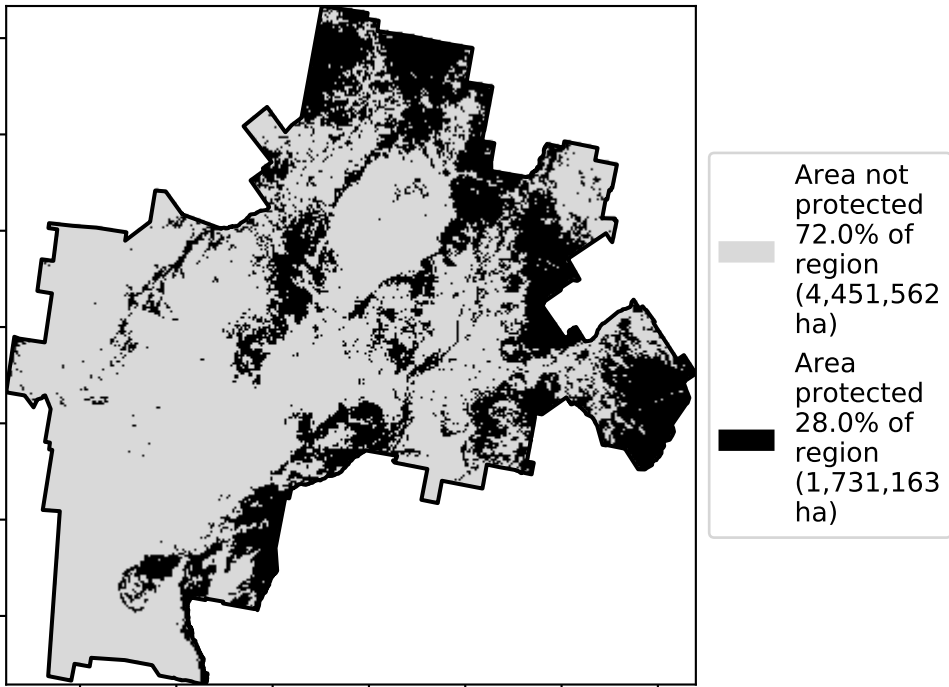 Area not
protected
72.0% of
region
(4,451,562
ha)
Area
protected
28.0% of
region
(1,731,163
ha)